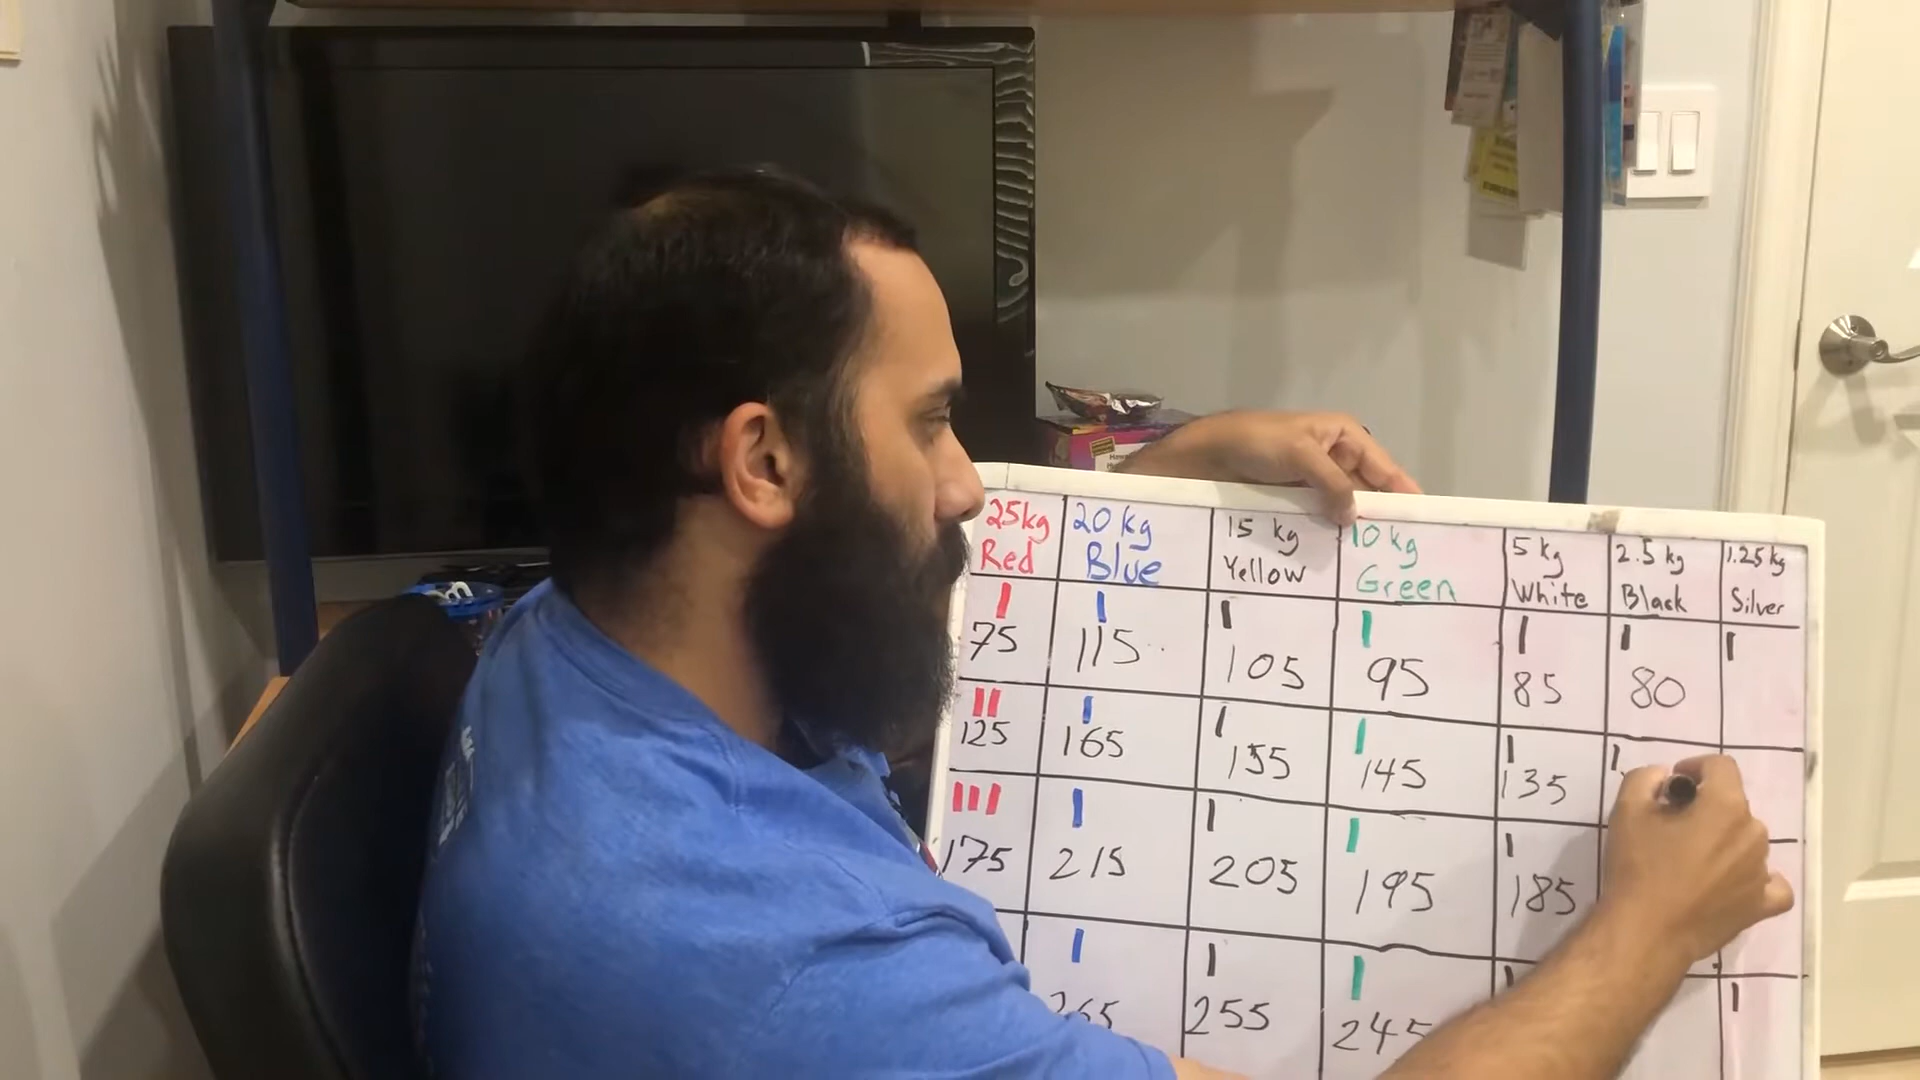 25kg 20 kg 15 kg 10 kg 5 kg 2.5 kg 1.25 kg
Red Blue Yellow Green White Black Silver
75 115 105 95 85 80
125 165 155 145 135
175 215 205 195 185
265 255 245